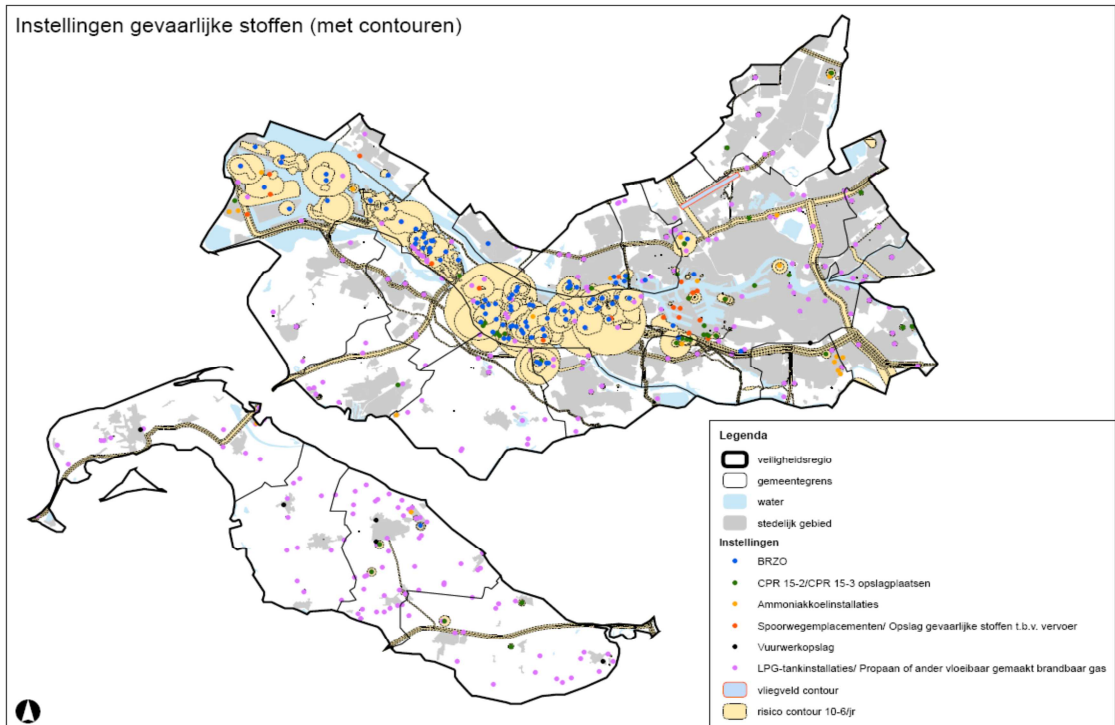 Instellingen gevaarlijke stoffen (met contouren)
Legenda
veiligheidsregio
gemeentegrens
water
stedelijk gebied
Instellingen
BRZO
CPR 15-2/CPR 15-3 opslagplaatsen
Ammoniakkoelinstallaties
Spoorwegemplacementen/ Opslag gevaarlijke stoffen t.b.v. vervoer
Vuurwerkopslag
LPG-tankinstallaties/ Propaan of ander vloeibaar gemaakt brandbaar gas
vliegveld contour
risico contour 10-6/jr